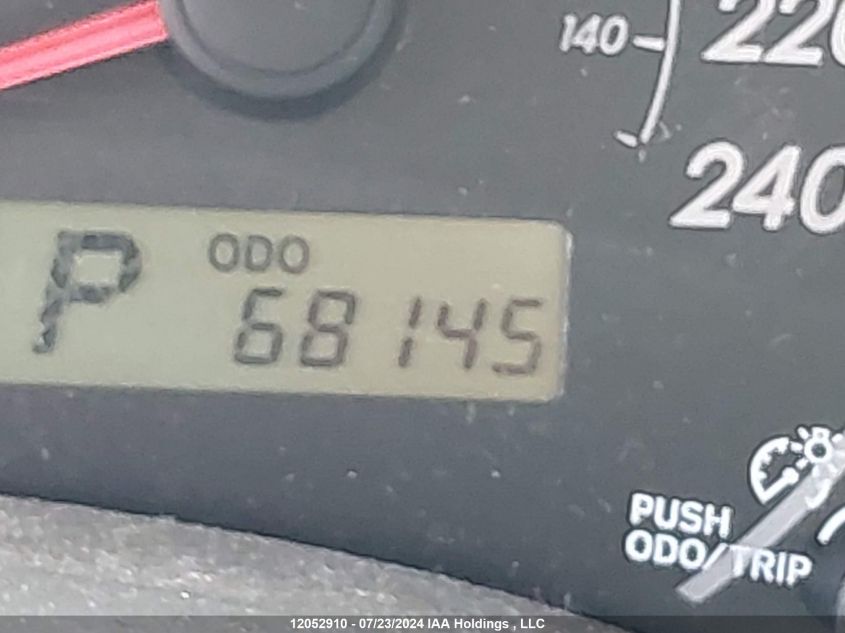 140
220
240
P
ODO
68145
PUSH
ODO/TRIP
12052910 - 07/23/2024 IAA Holdings , LLC